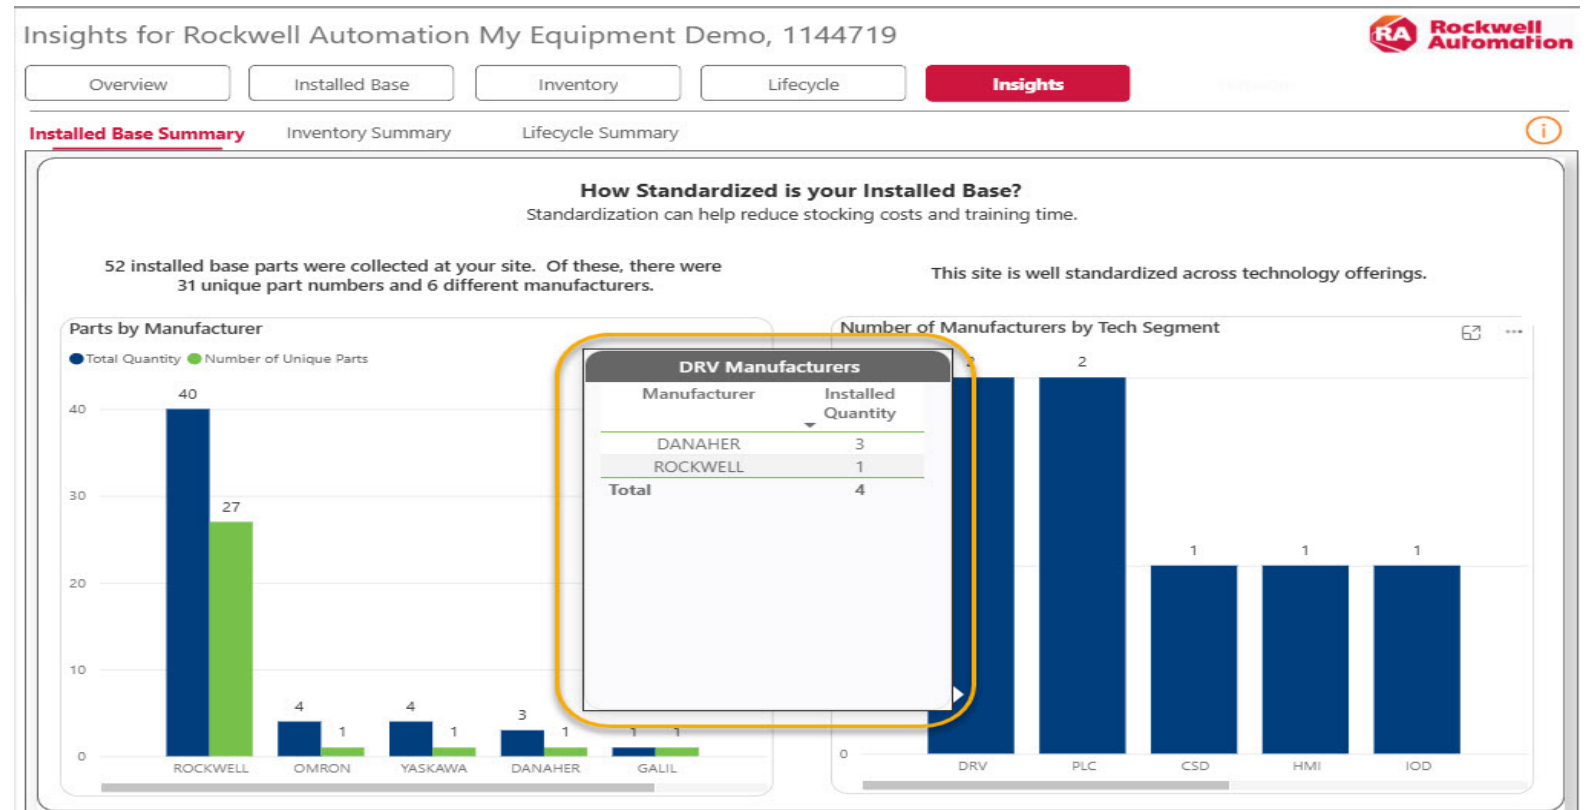 Insights for Rockwell Automation My Equipment Demo, 1144719
RA Rockwell
Automation
Overview
Installed Base
Inventory
Lifecycle
Insights
Installed Base Summary
Inventory Summary
Lifecycle Summary
i
How Standardized is your Installed Base?
Standardization can help reduce stocking costs and training time.
52 installed base parts were collected at your site. Of these, there were
31 unique part numbers and 6 different manufacturers.
This site is well standardized across technology offerings.
Parts by Manufacturer
Total Quantity Number of Unique Parts
40
30
20
10
0
40
27
4
1
4
1
3
1
1
1
ROCKWELL
OMRON
YASKAWA
DANAHER
GALIL
DRV Manufacturers
Manufacturer Installed
Quantity
DANAHER 3
ROCKWELL 1
Total 4
Number of Manufacturers by Tech Segment
2
2
1
1
1
0
DRV
PLC
CSD
HMI
IOD